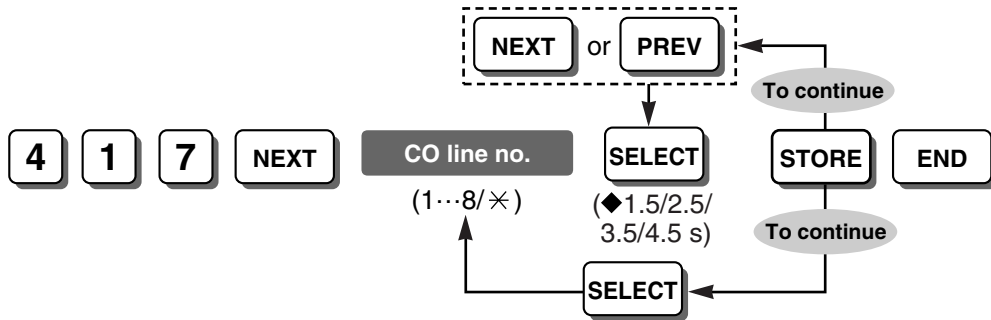 NEXT or PREV
To continue
4 1 7 NEXT CO line no. SELECT STORE END
(1···8/✳)
(◆1.5/2.5/
3.5/4.5 s)
To continue
SELECT